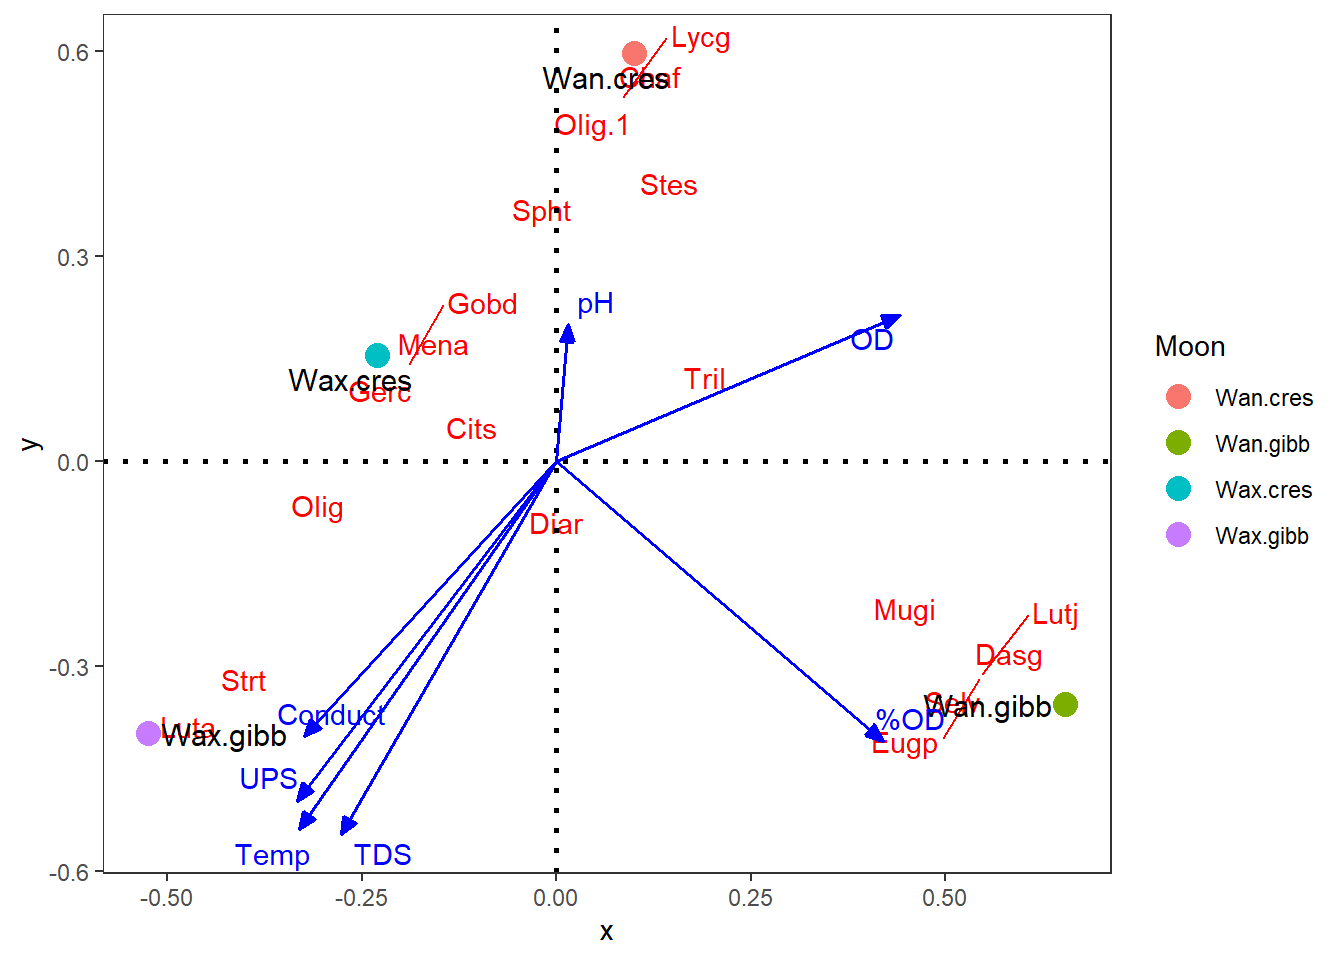 Lycg
0.6
Wan.cres
Olig.1
Stes
Spht
0.3
Gobd
pH
Mena
OD
Wax.cres
Gerc
Tril
Cits
y
0.0
Olig
Diar
Mugi
Lutj
Dasg
-0.3
Strt
Selv
Wan.gibb
Conduct
%OD
Luta
Wax.gibb
Eugp
UPS
Temp
TDS
-0.6
-0.50 -0.25 0.00 0.25 0.50
x
Moon
Wan.cres
Wan.gibb
Wax.cres
Wax.gibb